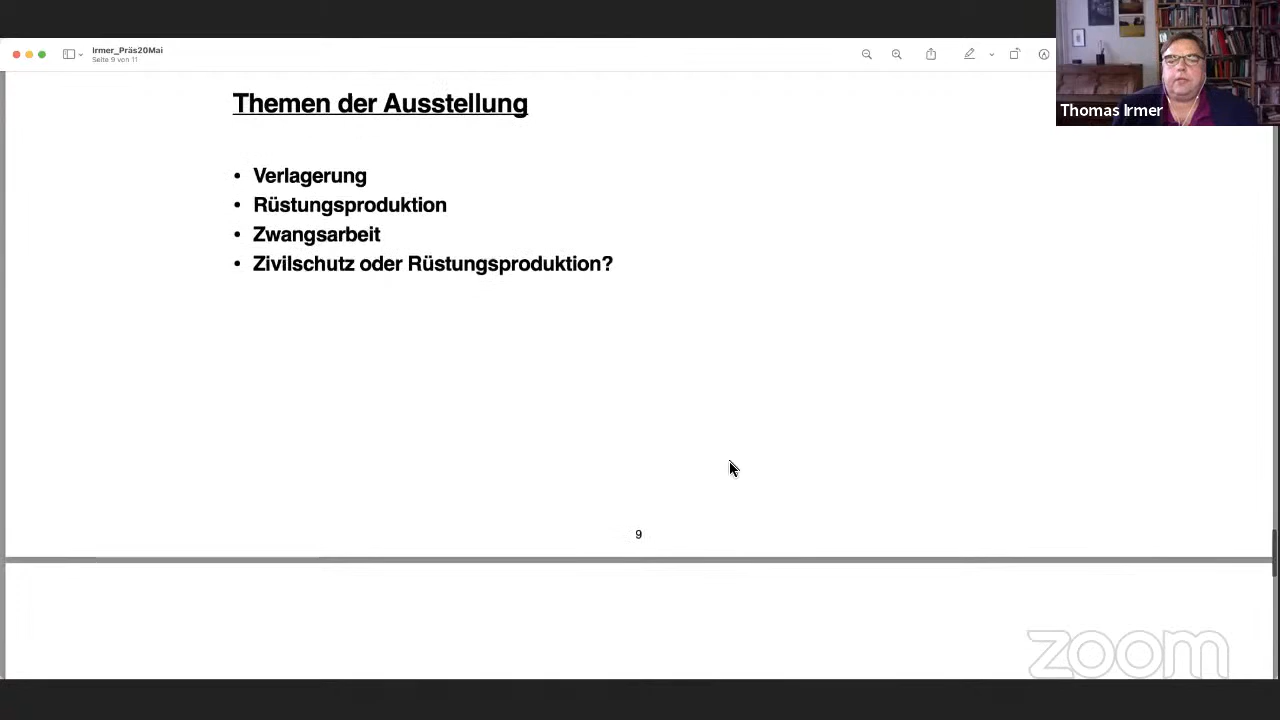 Irmer_Präs20Mai
Seite 9 von 11
Thomas Irmer
Themen der Ausstellung
• Verlagerung
• Rüstungsproduktion
• Zwangsarbeit
• Zivilschutz oder Rüstungsproduktion?
9
zoom